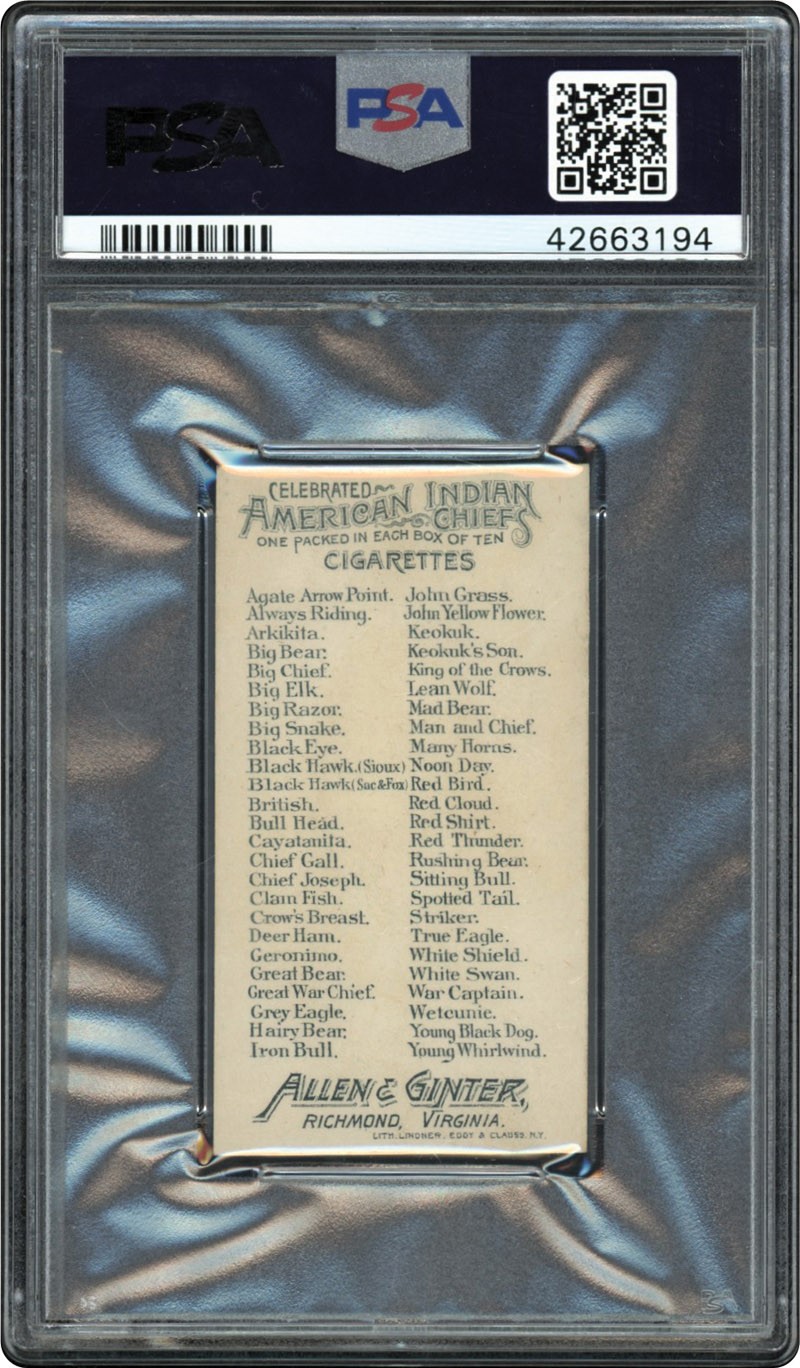 PSA
PSA
42663194
CELEBRATED
AMERICAN INDIAN
CHIEFS
ONE PACKED IN EACH BOX OF TEN
CIGARETTES
Agate Arrow Point. John Grass.
Always Riding. John Yellow Flower.
Arkikita. Keokuk.
Big Bear. Keokuk's Son.
Big Chief. King of the Crows.
Big Elk. Lean Wolf.
Big Razor. Mad Bear.
Big Snake. Man and Chief.
Black Eye. Many Horns.
Black Hawk. (Sioux) Noon Day.
Black Hawk (Sac & Fox) Red Bird.
British. Red Cloud.
Bull Head. Red Shirt.
Cayatanita. Red Thunder.
Chief Gall. Rushing Bear.
Chief Joseph. Sitting Bull.
Clam Fish. Spotted Tail.
Crow's Breast. Striker.
Deer Ham. True Eagle.
Geronimo. White Shield.
Great Bear. White Swan.
Great War Chief. War Captain.
Grey Eagle. Wetcunie.
Hairy Bear. Young Black Dog.
Iron Bull. Young Whirlwind.
ALLEN & GINTER,
RICHMOND, VIRGINIA.
LITH. LINDNER, EDDY & CLAUSS. N.Y.